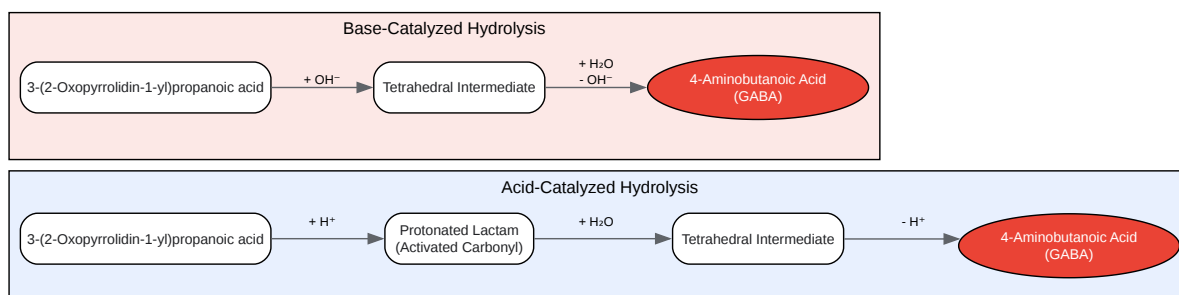 Base-Catalyzed Hydrolysis
3-(2-Oxopyrrolidin-1-yl)propanoic acid
+ OH⁻
Tetrahedral Intermediate
+ H₂O
- OH⁻
4-Aminobutanoic Acid
(GABA)
Acid-Catalyzed Hydrolysis
3-(2-Oxopyrrolidin-1-yl)propanoic acid
+ H⁺
Protonated Lactam
(Activated Carbonyl)
+ H₂O
Tetrahedral Intermediate
- H⁺
4-Aminobutanoic Acid
(GABA)